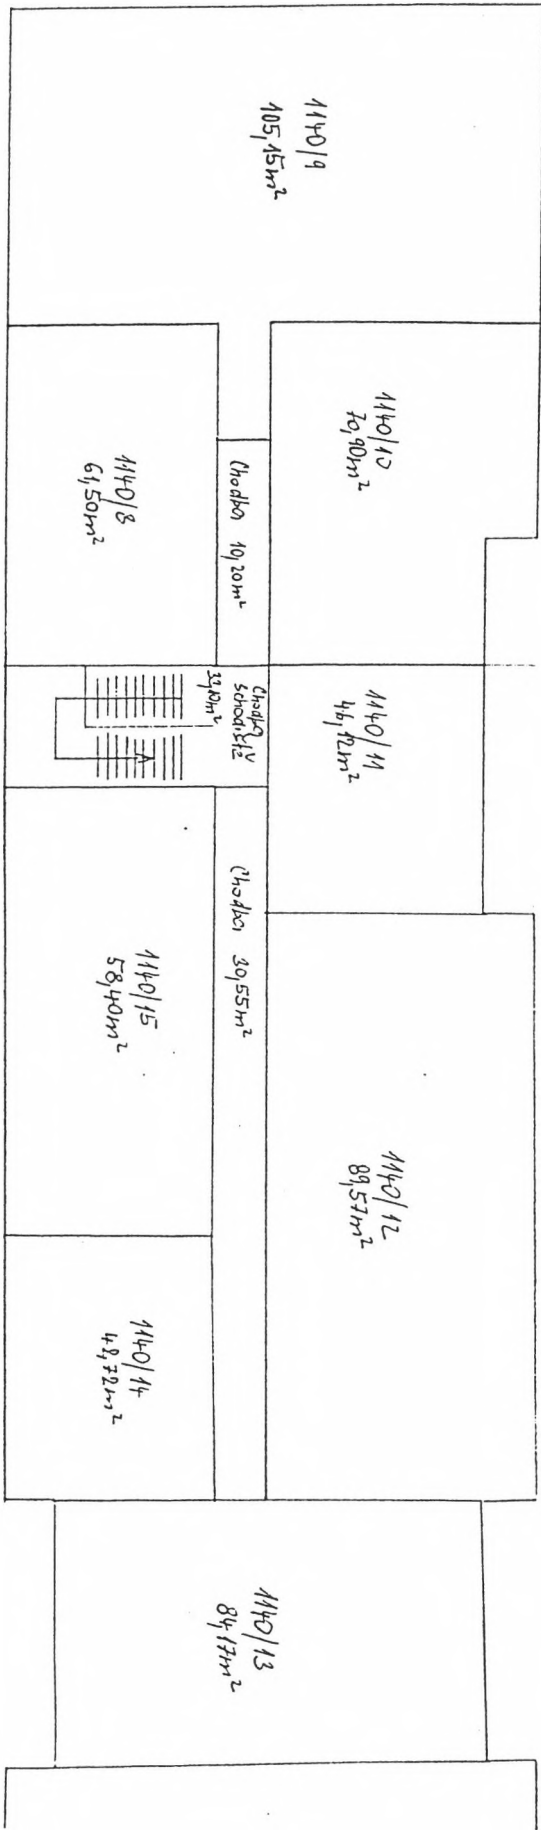 1140/9
105,15m²
1140/10
70,90m²
1140/8
61,50m²
Chodba 10,20m²
Chodba
schodiště
1140/11
46,12m²
Chodba 30,55m²
1140/15
58,40m²
1140/12
89,57m²
1140/14
48,72m²
1140/13
84,17m²